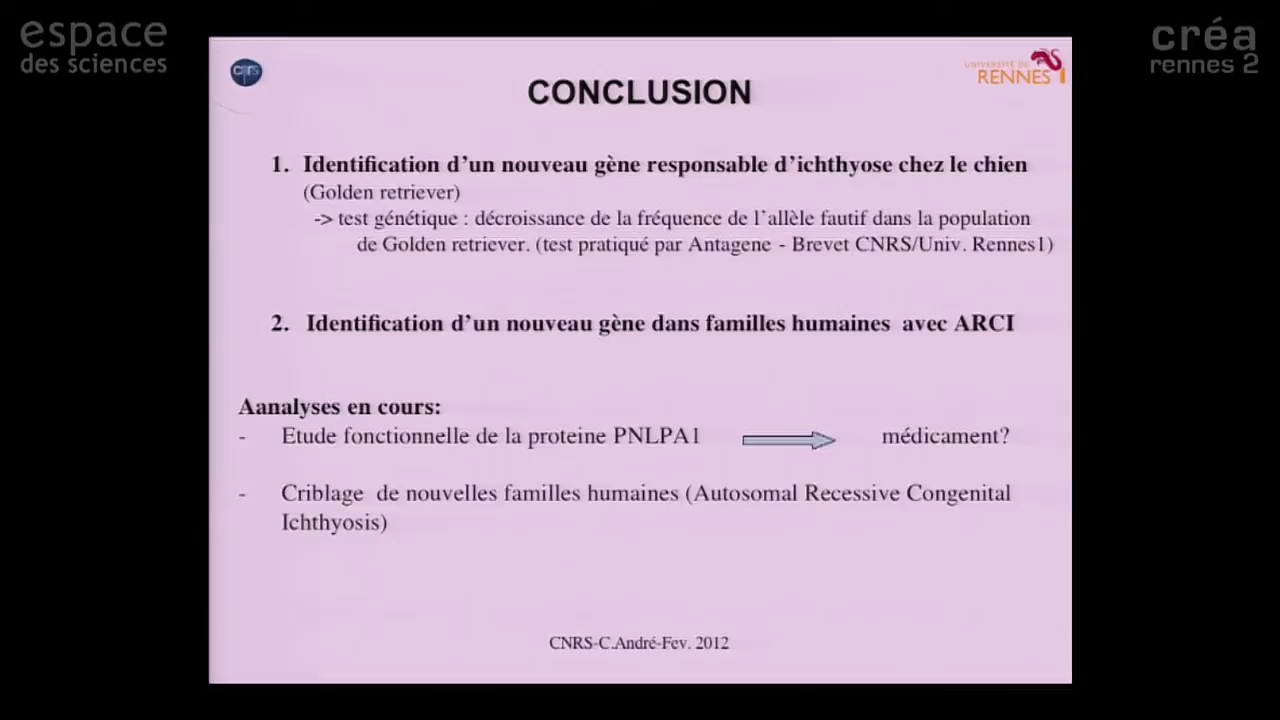 espace
des sciences
créa
rennes 2
cnrs
UNIVERSITÉ DE
RENNES 1
CONCLUSION
1. Identification d’un nouveau gène responsable d’ichthyose chez le chien
(Golden retriever)
-> test génétique : décroissance de la fréquence de l’allèle fautif dans la population
de Golden retriever. (test pratiqué par Antagene - Brevet CNRS/Univ. Rennes1)
2. Identification d’un nouveau gène dans familles humaines avec ARCI
Aanalyses en cours:
- Etude fonctionnelle de la proteine PNLPA1 médicament?
- Criblage de nouvelles familles humaines (Autosomal Recessive Congenital
Ichthyosis)
CNRS-C.André-Fev. 2012